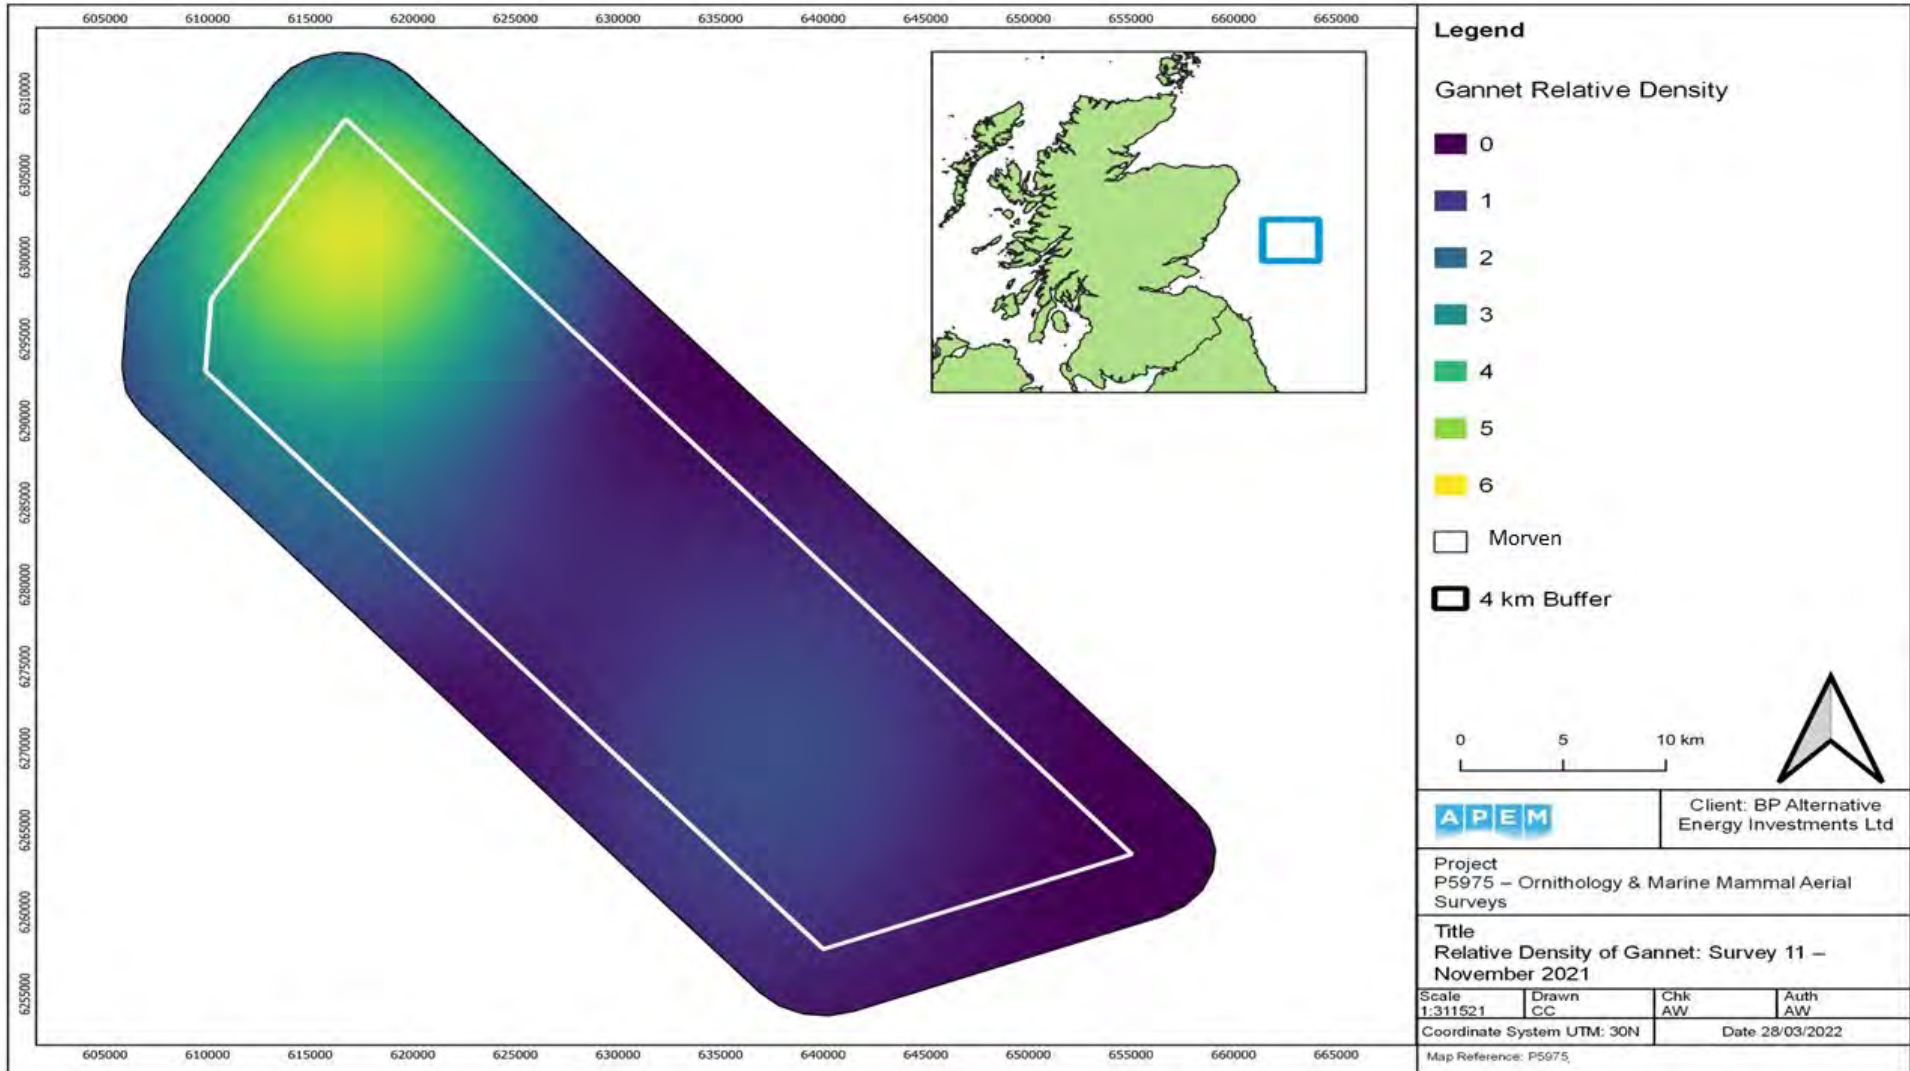 605000 610000 615000 620000 625000 630000 635000 640000 645000 650000 655000 660000 665000
6310000
6305000
6300000
6295000
6290000
6285000
6280000
6275000
6270000
6265000
6260000
6255000
605000 610000 615000 620000 625000 630000 635000 640000 645000 650000 655000 660000 665000
Legend
Gannet Relative Density
0
1
2
3
4
5
6
Morven
4 km Buffer
0 5 10 km
APEM
Client: BP Alternative
Energy Investments Ltd
Project
P5975 – Ornithology & Marine Mammal Aerial
Surveys
Title
Relative Density of Gannet: Survey 11 –
November 2021
Scale
1:311521
Drawn
CC
Chk
AW
Auth
AW
Coordinate System UTM: 30N
Date 28/03/2022
Map Reference: P5975